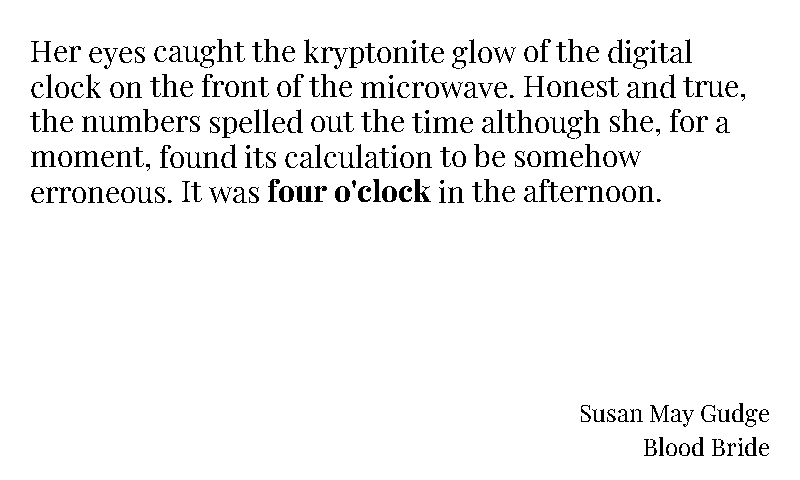 Her eyes caught the kryptonite glow of the digital
clock on the front of the microwave. Honest and true,
the numbers spelled out the time although she, for a
moment, found its calculation to be somehow
erroneous. It was four o'clock in the afternoon.
Susan May Gudge
Blood Bride